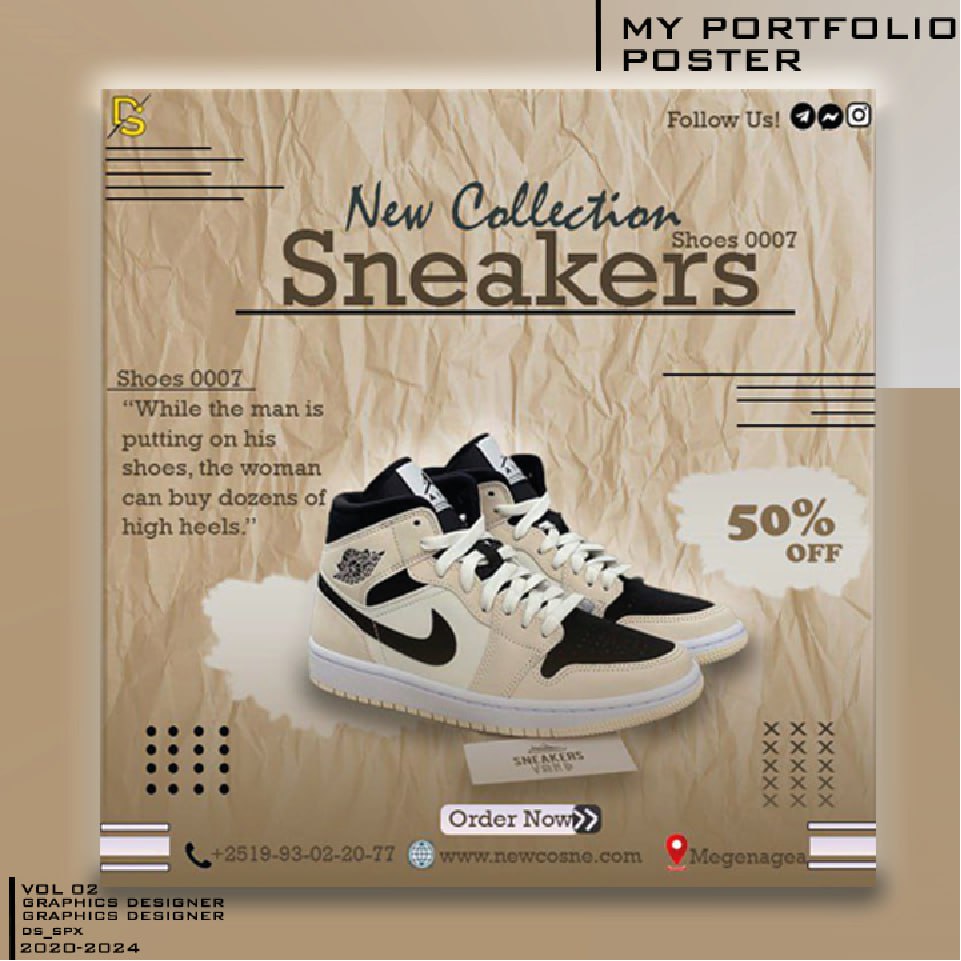 MY PORTFOLIO
POSTER
DS
Follow Us!
New Collection
Sneakers
Shoes 0007
Shoes 0007
“While the man is
putting on his
shoes, the woman
can buy dozens of
high heels.”
50%
OFF
SNEAKERS
YARD
Order Now
+2519-93-02-20-77
www.newcosne.com
Megenagea
VOL 02
GRAPHICS DESIGNER
GRAPHICS DESIGNER
DS_SPX
2020-2024